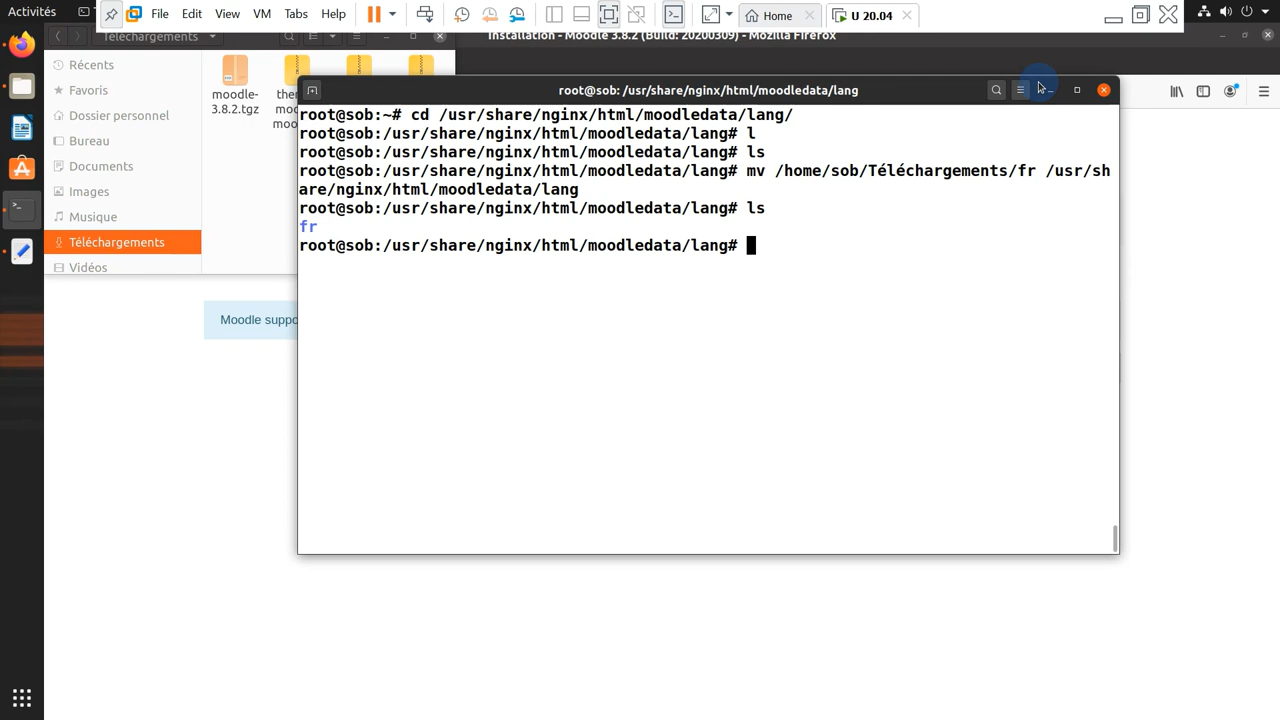 Activités
File Edit View VM Tabs Help
Home
U 20.04
Téléchargements
Installation - Moodle 3.8.2 (Build: 20200309) - Mozilla Firefox
Récents
Favoris
Dossier personnel
Bureau
Documents
Images
Musique
Téléchargements
Vidéos
moodle-
3.8.2.tgz
Moodle suppo
root@sob: /usr/share/nginx/html/moodledata/lang
root@sob:~# cd /usr/share/nginx/html/moodledata/lang/
root@sob:/usr/share/nginx/html/moodledata/lang# l
root@sob:/usr/share/nginx/html/moodledata/lang# ls
root@sob:/usr/share/nginx/html/moodledata/lang# mv /home/sob/Téléchargements/fr /usr/sh
are/nginx/html/moodledata/lang
root@sob:/usr/share/nginx/html/moodledata/lang# ls
fr
root@sob:/usr/share/nginx/html/moodledata/lang#